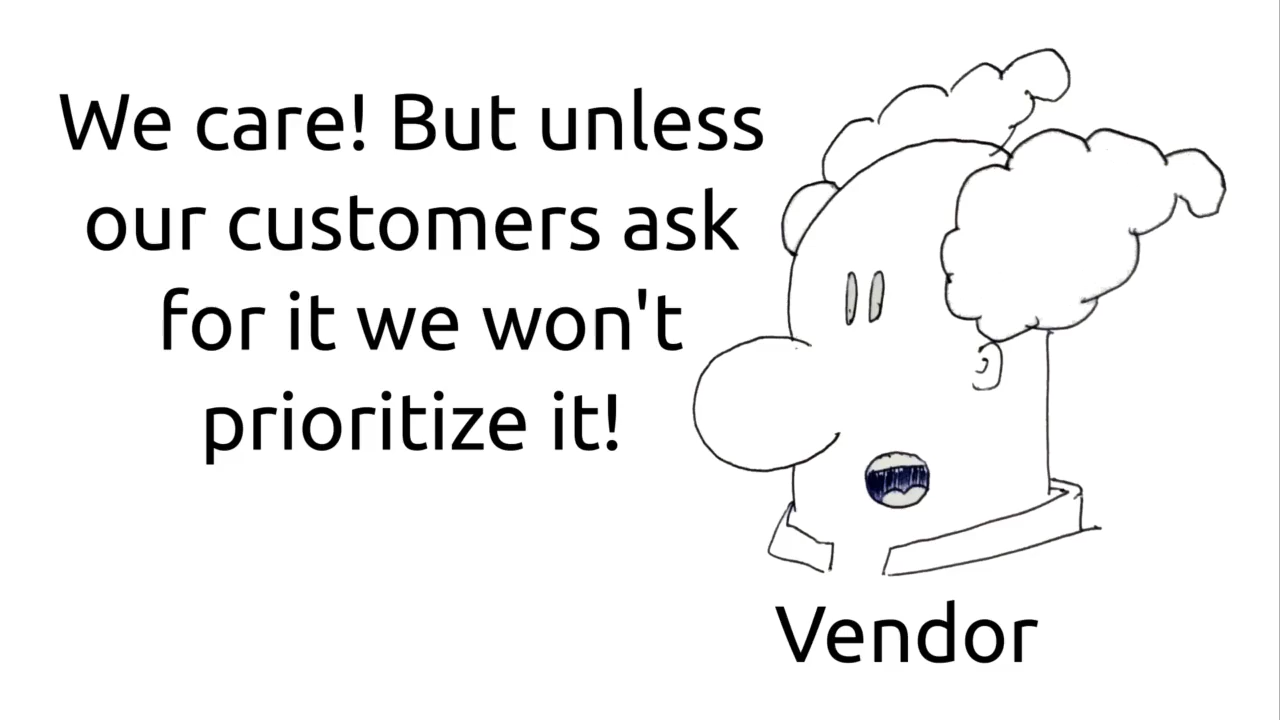 We care! But unless
our customers ask
for it we won't
prioritize it!
Vendor